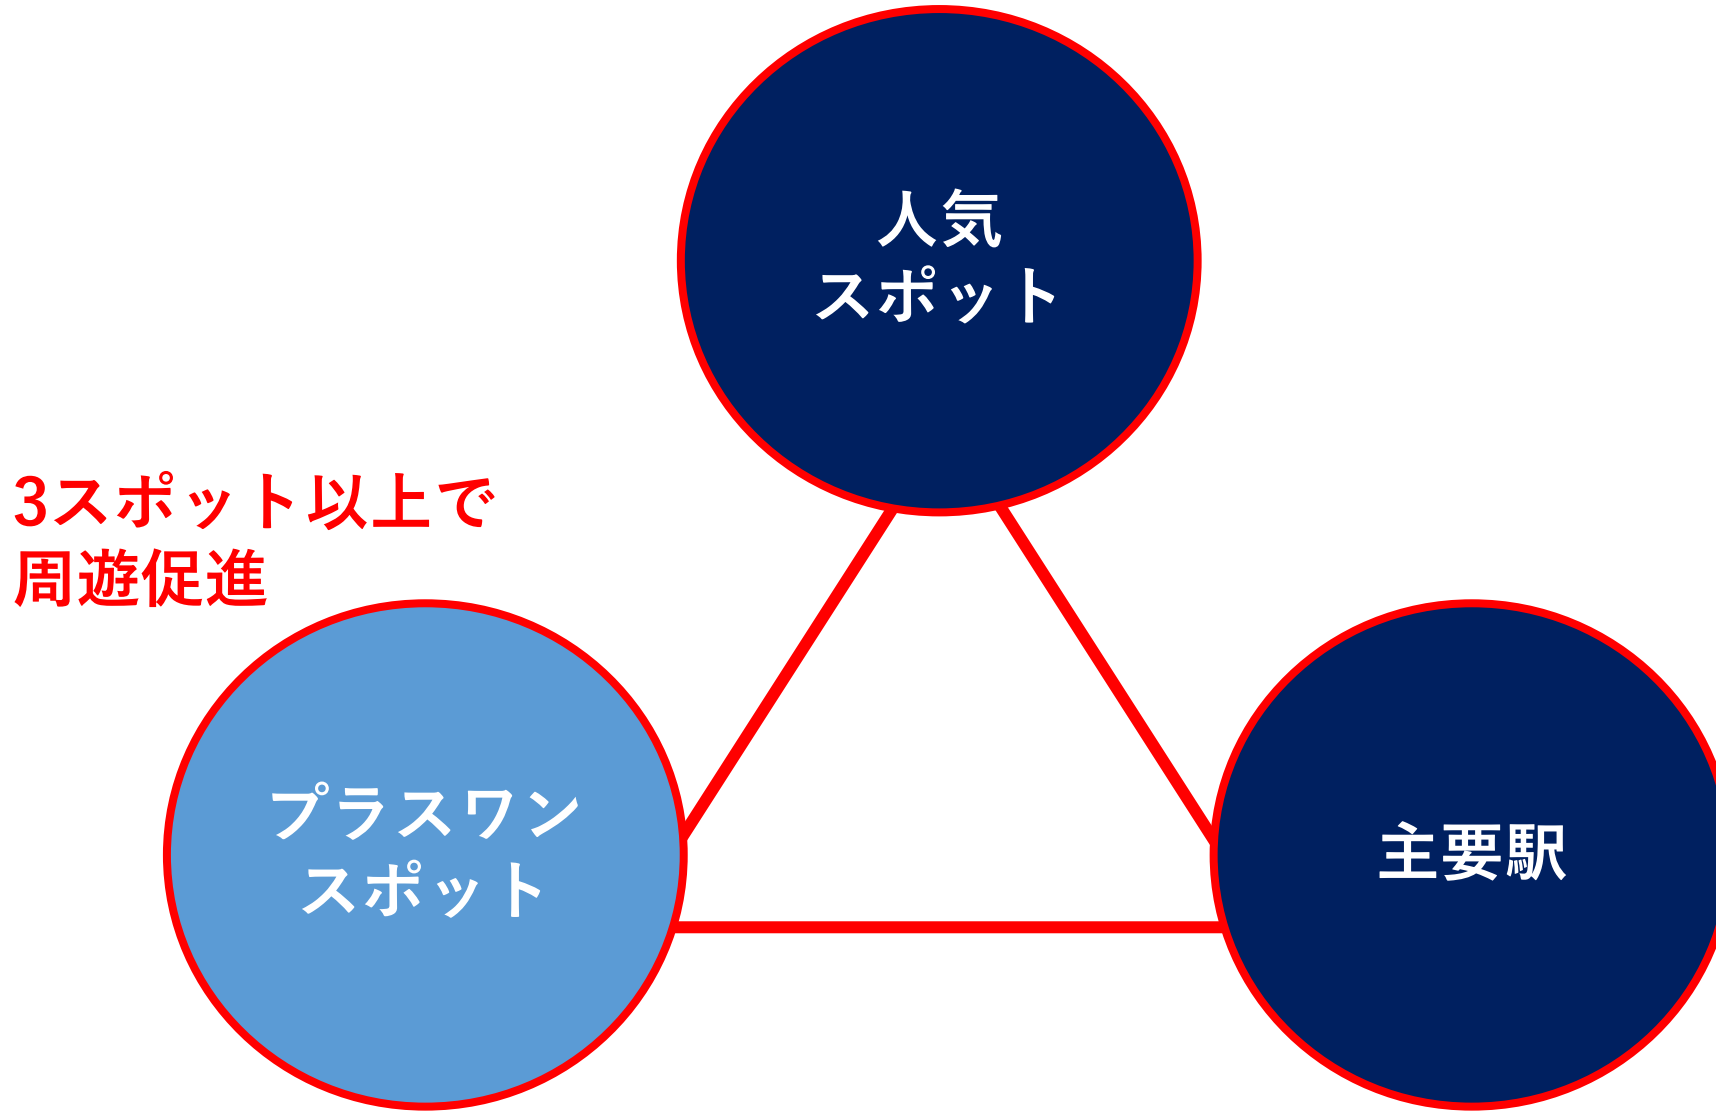 人気
スポット
3スポット以上で
周遊促進
プラスワン
スポット
主要駅